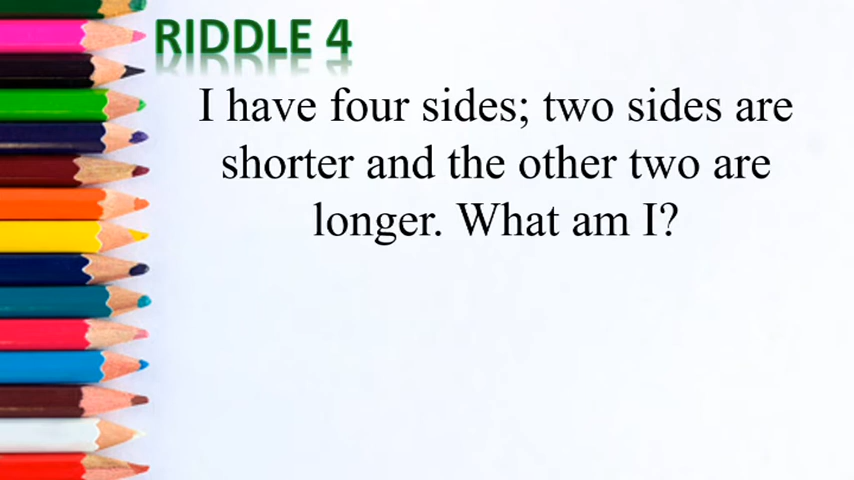 RIDDLE 4
I have four sides; two sides are
shorter and the other two are
longer. What am I?